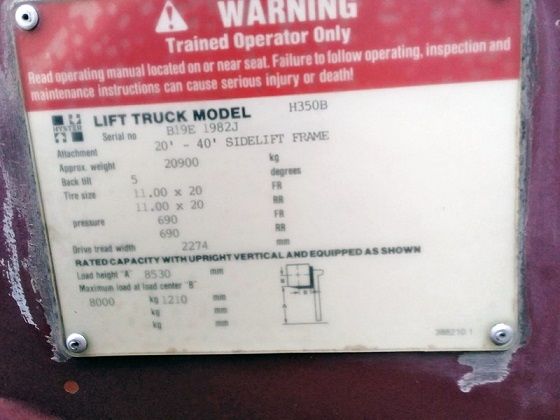 WARNING
Trained Operator Only
Read operating manual located on or near seat. Failure to follow operating, inspection and
maintenance instructions can cause serious injury or death!
HYSTER LIFT TRUCK MODEL H350B
Serial no B19E 1982J
Attachment 20' - 40' SIDELIFT FRAME
Approx. weight 20900 kg
Back tilt 5 degrees
Tire size 11.00 x 20 FR
11.00 x 20 RR
pressure 690 FR
690 RR
Drive tread width 2274 mm
RATED CAPACITY WITH UPRIGHT VERTICAL AND EQUIPPED AS SHOWN
Load height "A" 8530 mm
Maximum load at load center "B"
8000 kg 1210 mm
kg mm
kg mm
B
A